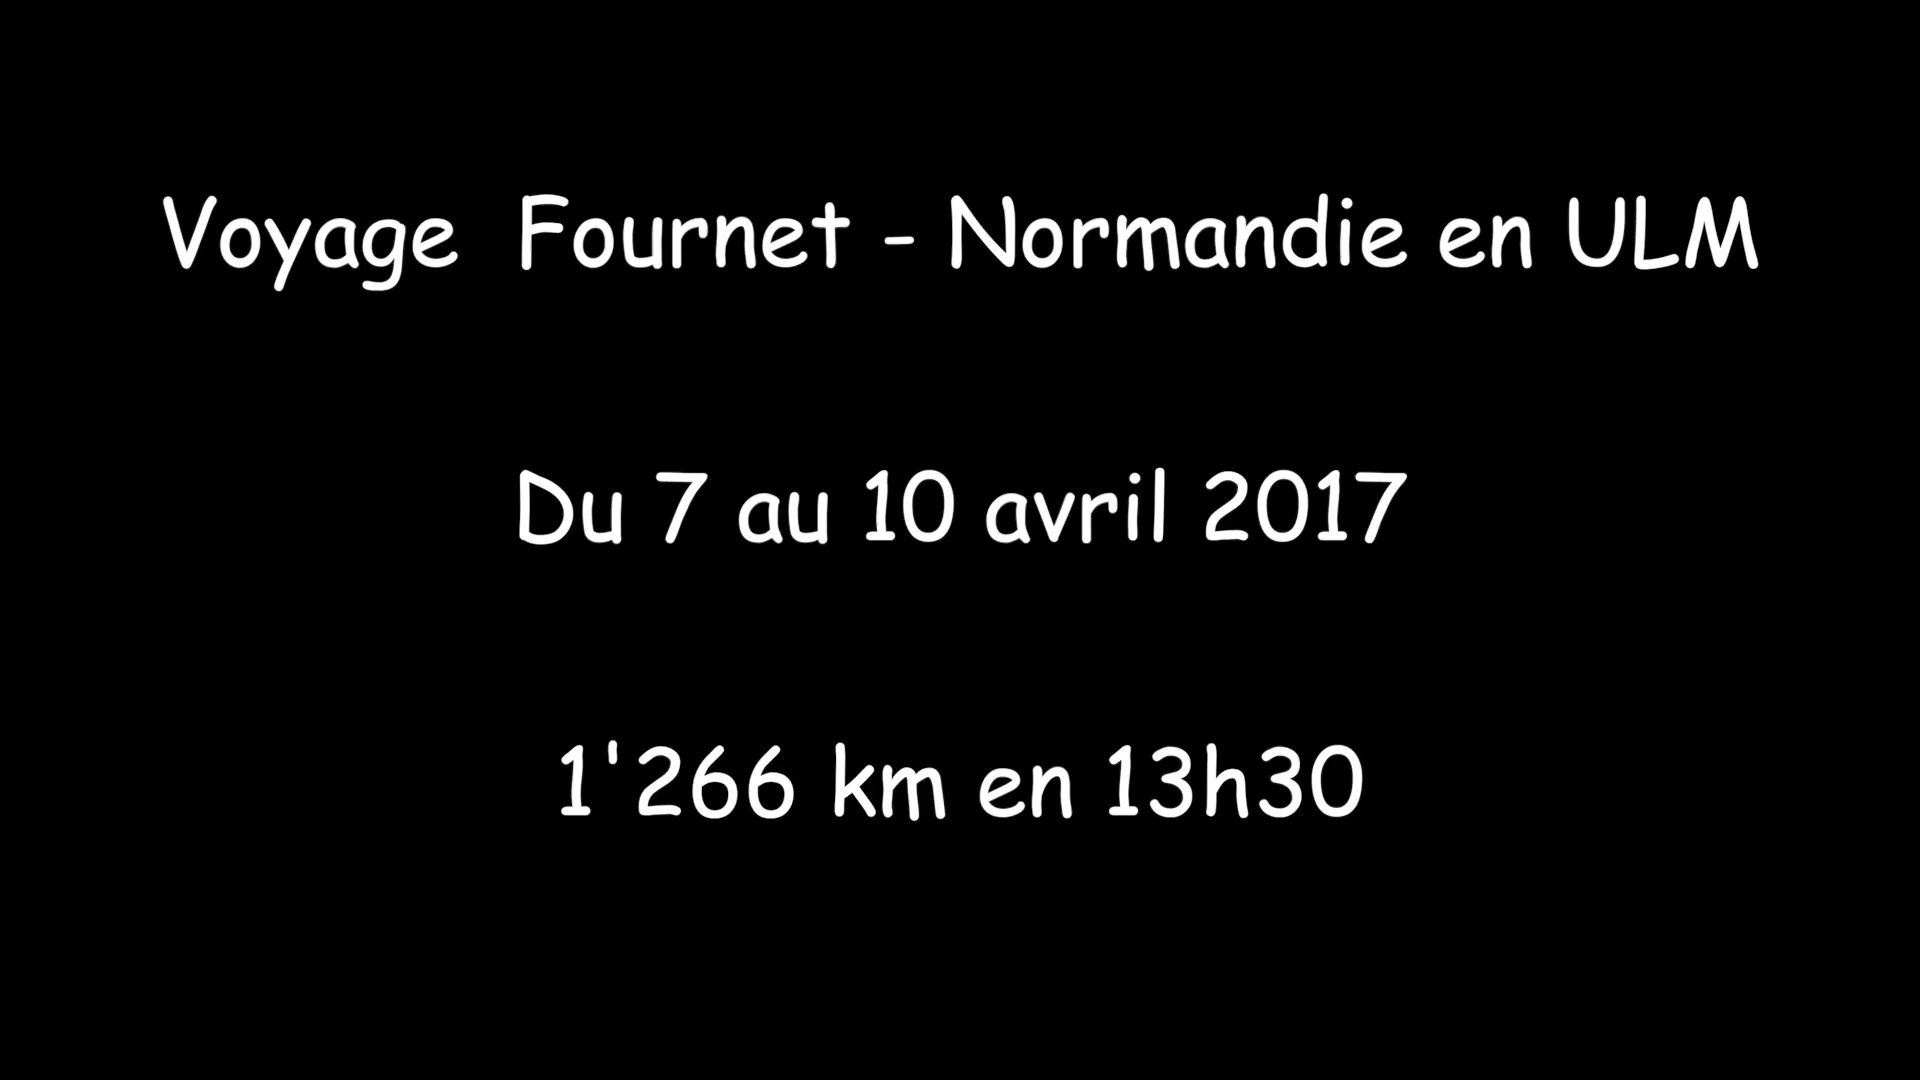 Voyage  Fournet - Normandie en ULM
Du 7 au 10 avril 2017
1'266 km en 13h30